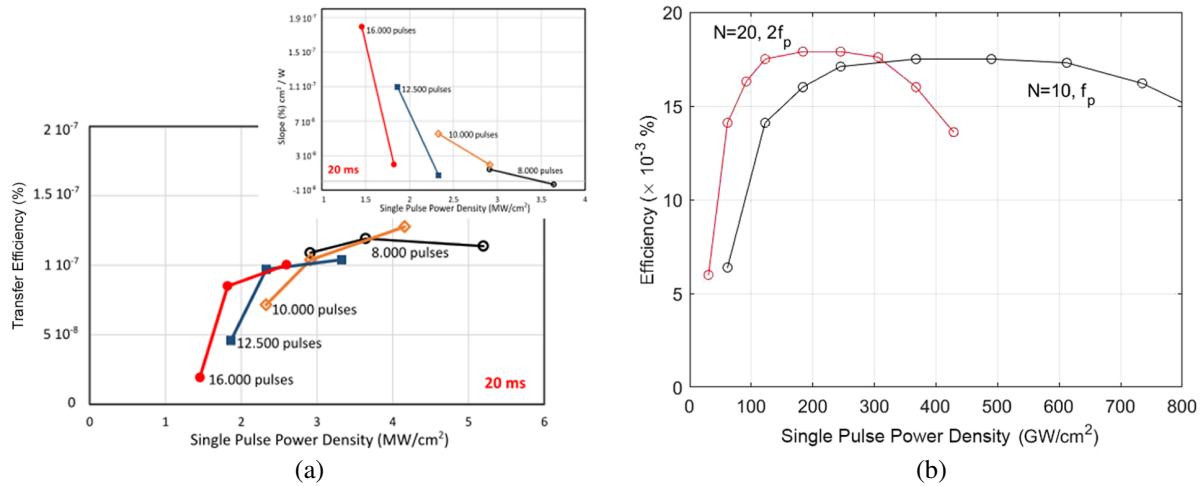 1.9 10-7
1.5 10-7
1.1 10-7
7 10-8
3 10-8
-1 10-8
Slope (%) cm2 / W
16.000 pulses
12.500 pulses
10.000 pulses
8.000 pulses
20 ms
1 1.5 2 2.5 3 3.5 4
Single Pulse Power Density (MW/cm2)
2 10-7
1.5 10-7
1 10-7
5 10-8
0
Transfer Efficiency (%)
8.000 pulses
10.000 pulses
12.500 pulses
16.000 pulses
20 ms
0 1 2 3 4 5 6
Single Pulse Power Density (MW/cm2)
(a)
20
15
10
5
0
Efficiency (× 10-3 %)
N=20, 2fp
N=10, fp
0 100 200 300 400 500 600 700 800
Single Pulse Power Density (GW/cm2)
(b)